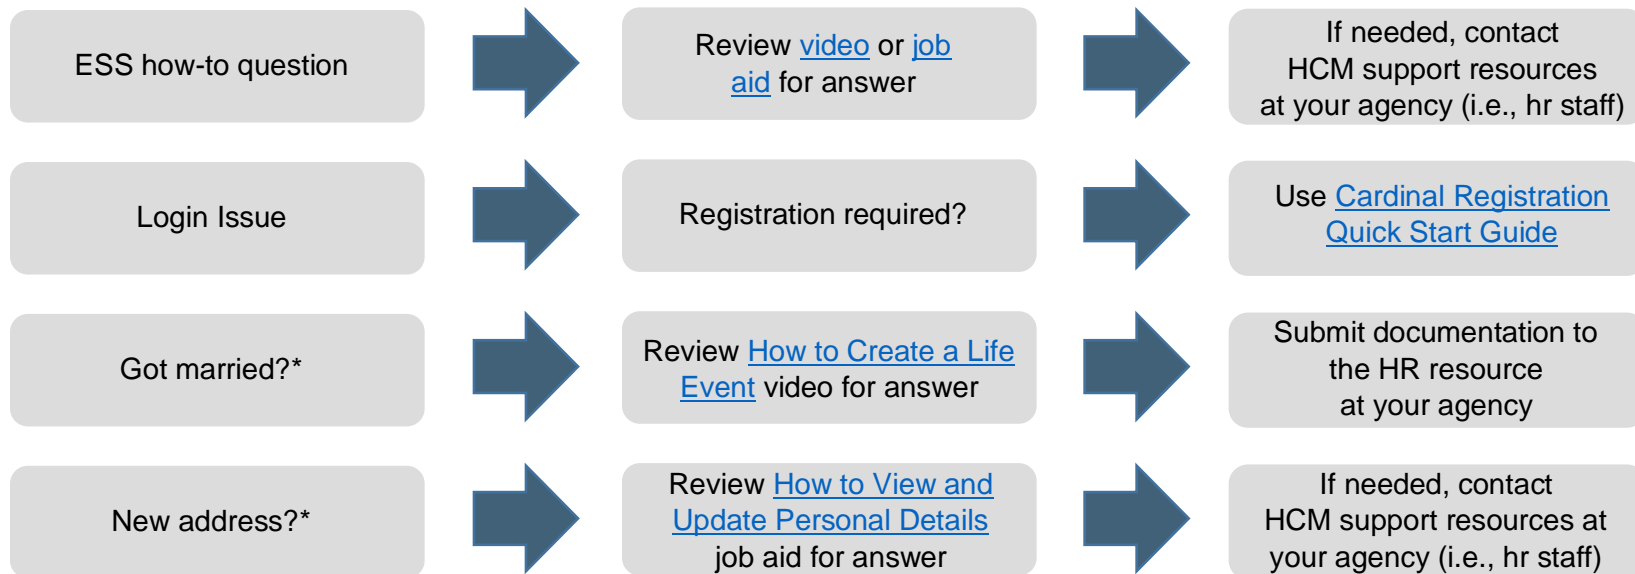 ESS how-to question
Review video or job
aid for answer
If needed, contact
HCM support resources
at your agency (i.e., hr staff)
Login Issue
Registration required?
Use Cardinal Registration
Quick Start Guide
Got married?*
Review How to Create a Life
Event video for answer
Submit documentation to
the HR resource
at your agency
New address?*
Review How to View and
Update Personal Details
job aid for answer
If needed, contact
HCM support resources at
your agency (i.e., hr staff)